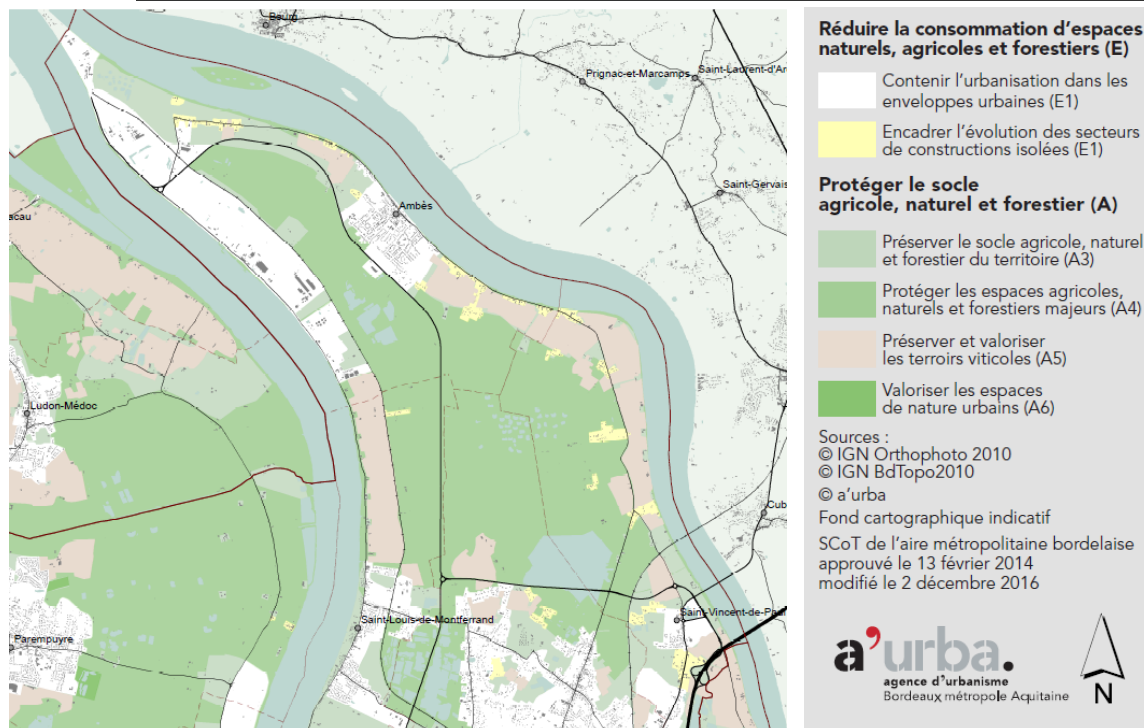 Bourg
Prignac-et-Marcamps
Saint-Laurent-d'Ar
Saint-Gervais
acau
Ambès
Ludon-Médoc
Cub
Saint-Louis-de-Montferrand
Saint-Vincent-de-Paul
Parempuyre
Réduire la consommation d'espaces
naturels, agricoles et forestiers (E)
Contenir l'urbanisation dans les
enveloppes urbaines (E1)
Encadrer l'évolution des secteurs
de constructions isolées (E1)
Protéger le socle
agricole, naturel et forestier (A)
Préserver le socle agricole, naturel
et forestier du territoire (A3)
Protéger les espaces agricoles,
naturels et forestiers majeurs (A4)
Préserver et valoriser
les terroirs viticoles (A5)
Valoriser les espaces
de nature urbains (A6)
Sources :
© IGN Orthophoto 2010
© IGN BdTopo2010
© a'urba
Fond cartographique indicatif
SCoT de l'aire métropolitaine bordelaise
approuvé le 13 février 2014
modifié le 2 décembre 2016
a'urba.
agence d'urbanisme
Bordeaux métropole Aquitaine
N